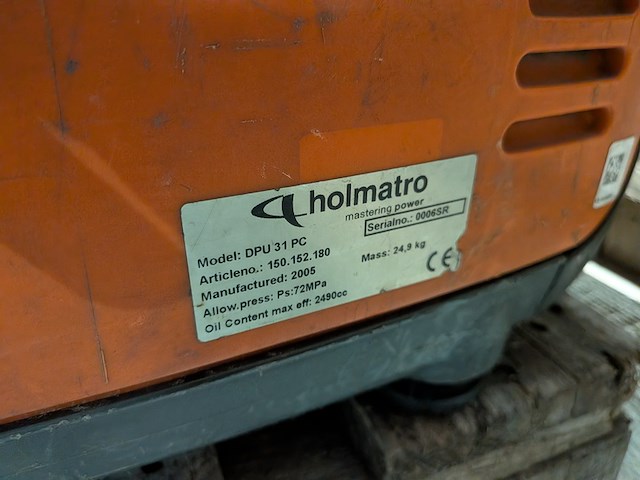 holmatro
mastering power
Serialno.: 0006SR
Model: DPU 31 PC
Articleno.: 150.152.180
Manufactured: 2005
Mass: 24,9 kg
Allow.press: Ps:72MPa
Oil Content max eff: 2490cc
CE